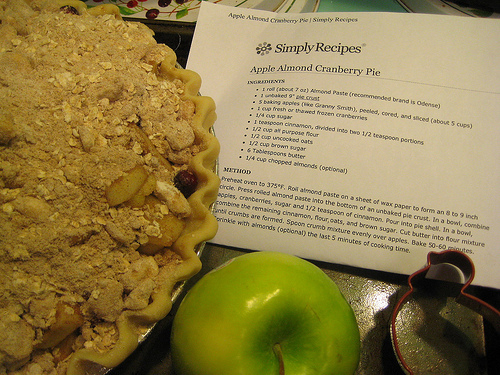 Apple Almond Cranberry Pie | Simply Recipes
SimplyRecipes
Apple Almond Cranberry Pie
INGREDIENTS
• 1 roll (about 7 oz) Almond Paste (recommended brand is Odense)
• 1 unbaked 9" pie crust
• 5 baking apples (like Granny Smith), peeled, cored, and sliced (about 5 cups)
• 1 cup fresh or thawed frozen cranberries
• 1/4 cup sugar
• 1 teaspoon cinnamon, divided into two 1/2 teaspoon portions
• 1/2 cup all purpose flour
• 1/2 cup uncooked oats
• 1/2 cup brown sugar
• 6 Tablespoons butter
• 1/4 cup chopped almonds (optional)
METHOD
Preheat oven to 375°F. Roll almond paste on a sheet of wax paper to form an 8 to 9 inch
circle. Press rolled almond paste into the bottom of an unbaked pie crust. In a bowl, combine
apples, cranberries, sugar and 1/2 teaspoon of cinnamon. Pour into pie shell. In a bowl,
combine the remaining cinnamon, flour, oats, and brown sugar. Cut butter into flour mixture
until crumbs are formed. Spoon crumb mixture evenly over apples. Bake 50-60 minutes.
Sprinkle with almonds (optional) the last 5 minutes of cooking time.